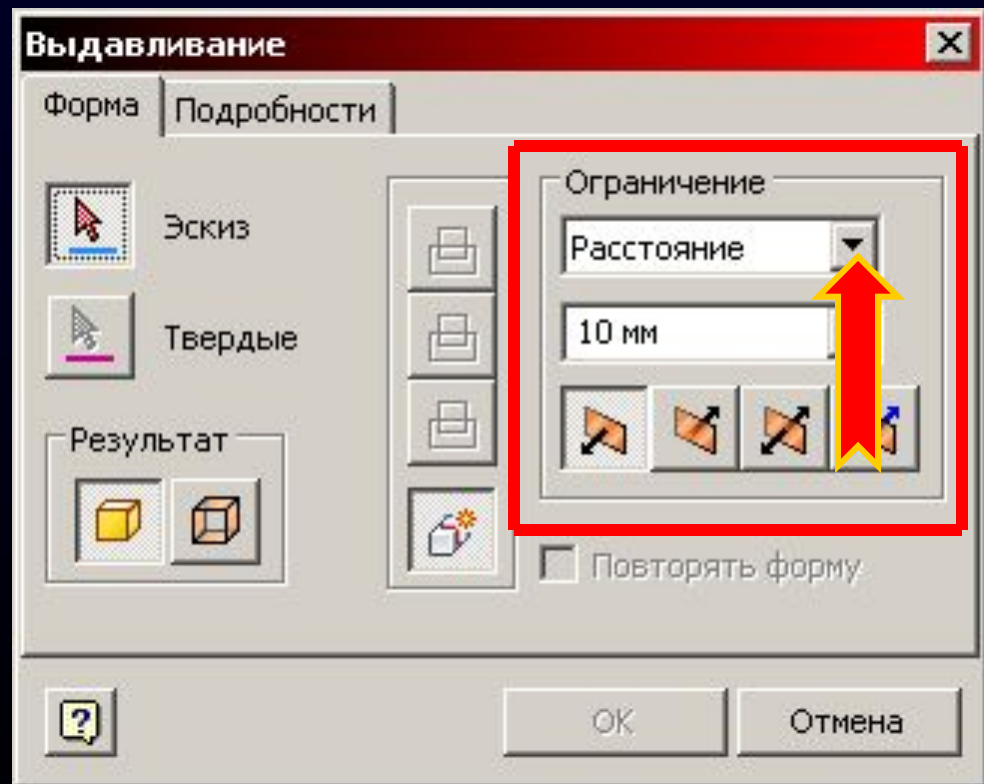 Выдавливание
Форма
Подробности
Эскиз
Твердые
Результат
Ограничение
Расстояние
10 мм
Повторять форму
?
OK
Отмена